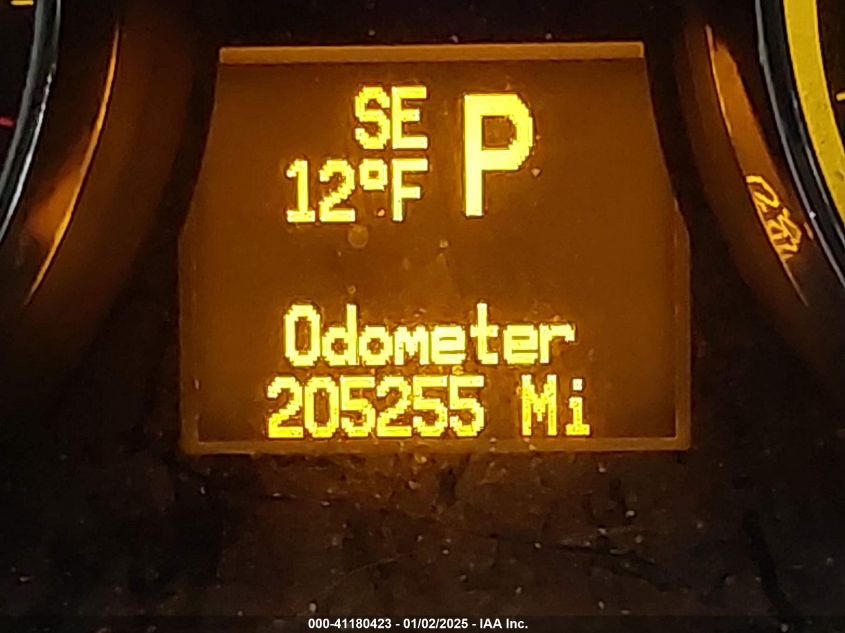 SE P
12°F
Odometer
205255 Mi
000-41180423 - 01/02/2025 - IAA Inc.